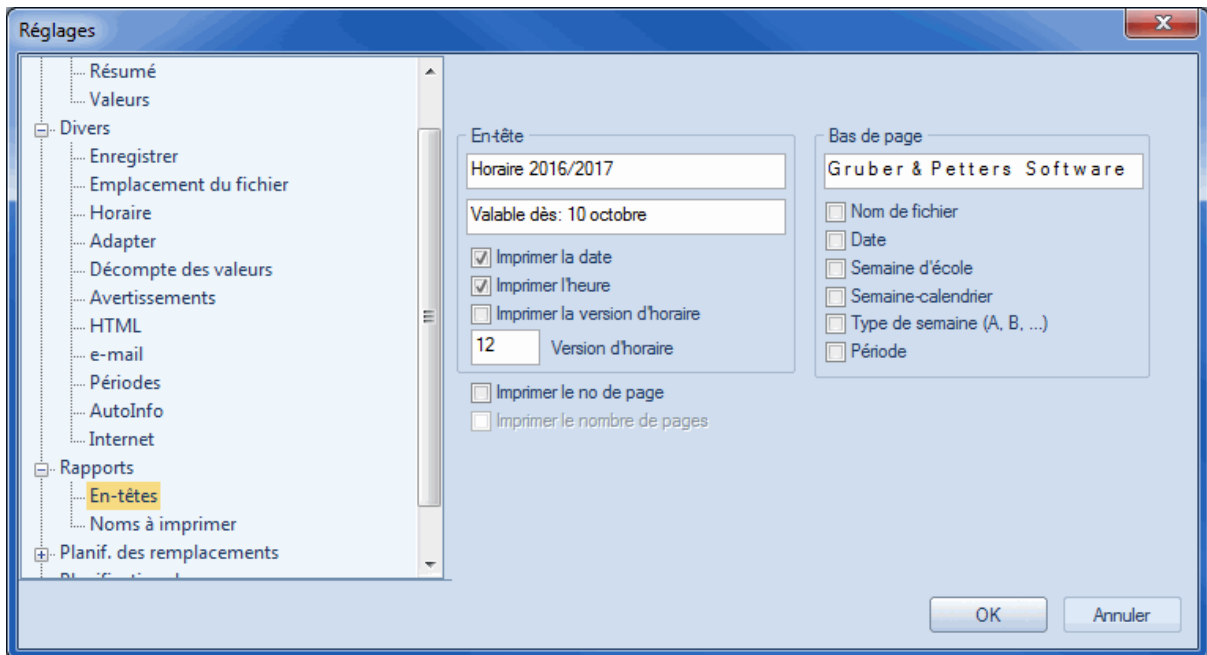 Réglages
Résumé
Valeurs
Divers
Enregistrer
Emplacement du fichier
Horaire
Adapter
Décompte des valeurs
Avertissements
HTML
e-mail
Périodes
AutoInfo
Internet
Rapports
En-têtes
Noms à imprimer
Planif. des remplacements
En-tête
Horaire 2016/2017
Valable dès: 10 octobre
Imprimer la date
Imprimer l'heure
Imprimer la version d'horaire
12 Version d'horaire
Imprimer le no de page
Imprimer le nombre de pages
Bas de page
Gruber & Petters Software
Nom de fichier
Date
Semaine d'école
Semaine-calendrier
Type de semaine (A, B, ...)
Période
OK Annuler